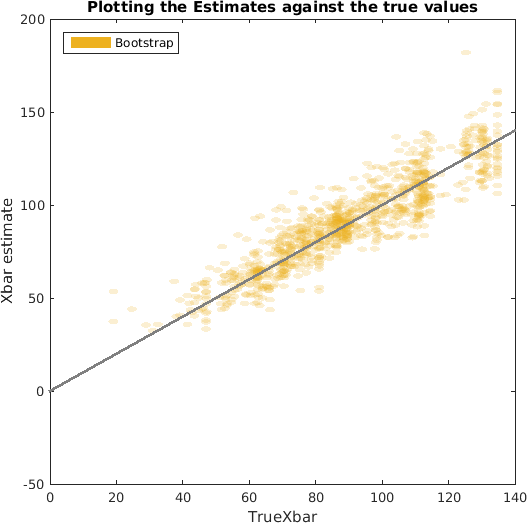 Plotting the Estimates against the true values
200
Bootstrap
150
100
50
0
-50
Xbar estimate
0 20 40 60 80 100 120 140
TrueXbar